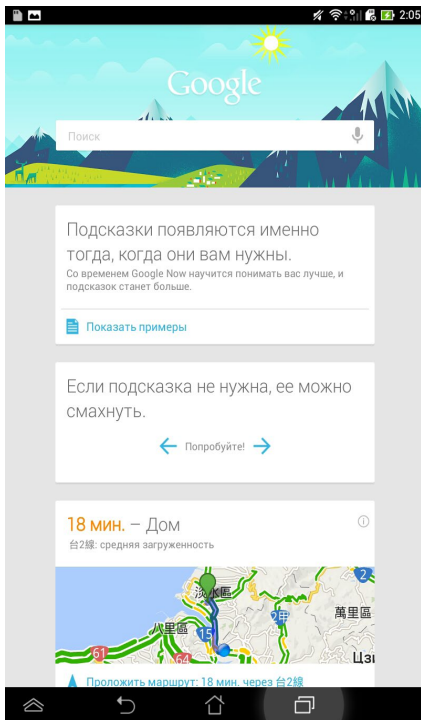 2:05
Google
Поиск
Подсказки появляются именно
тогда, когда они вам нужны.
Со временем Google Now научится понимать вас лучше, и
подсказок станет больше.
Показать примеры
Если подсказка не нужна, ее можно
смахнуть.
Попробуйте!
18 мин. – Дом
台2線: средняя загруженность
2
淡水區
萬里區
八里區
15
61
64
Проложить маршрут: 18 мин. через 台2線